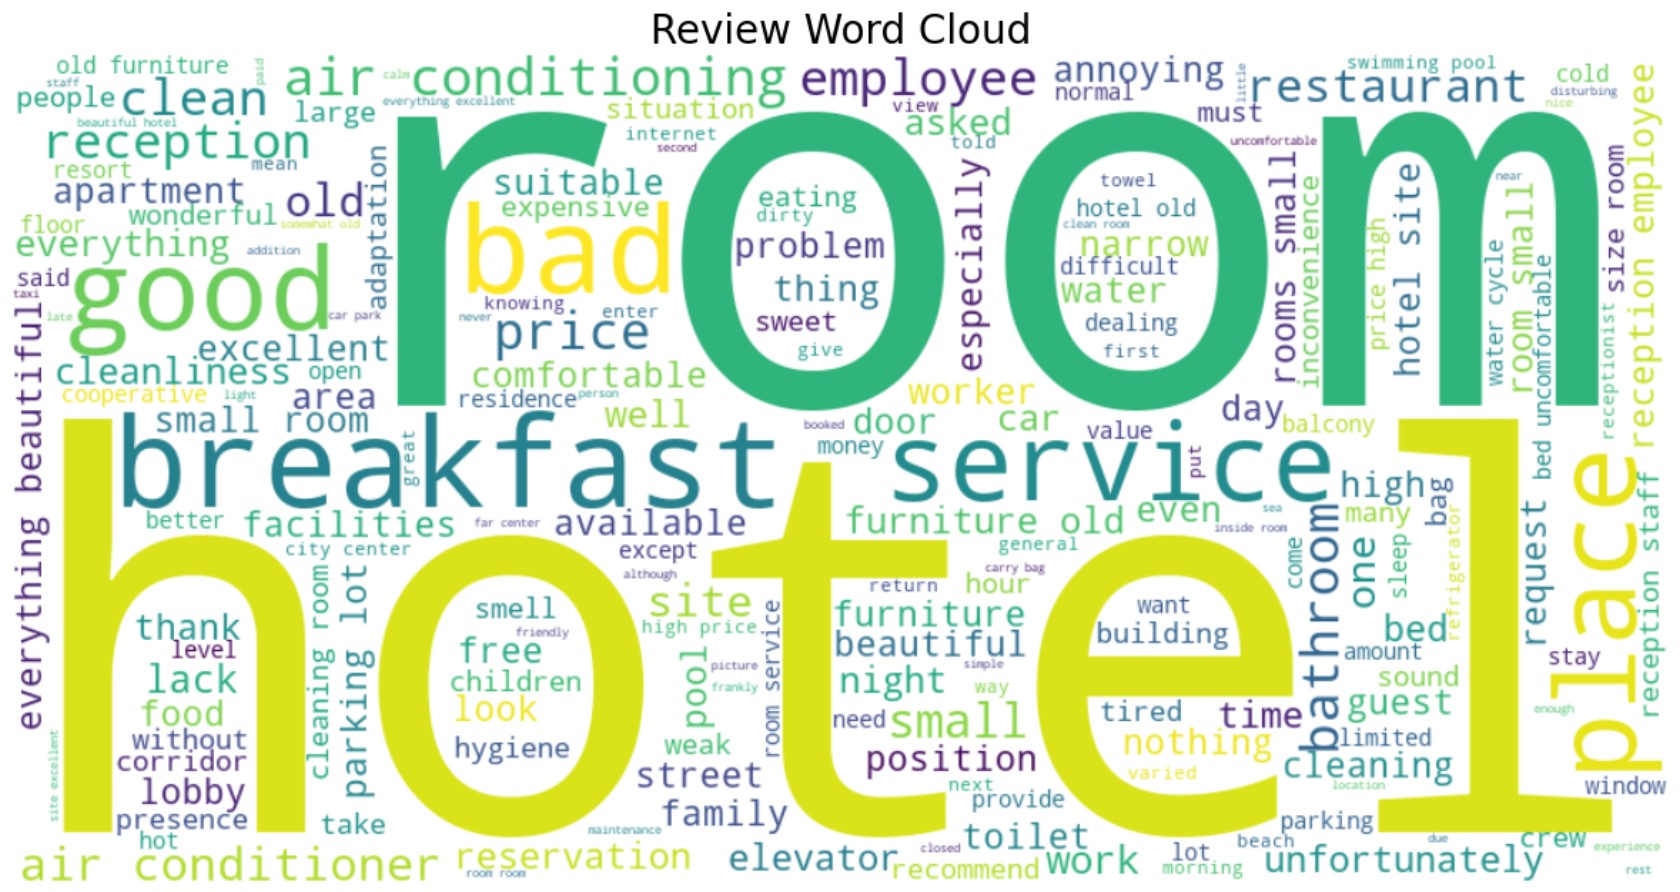 Review Word Cloud
old furniture
staff
paid
people
clean
air conditioning
calm
everything excellent
employee
annoying
normal
little
restaurant
swimming pool
cold
disturbing
nice
beautiful hotel
large
situation
view
asked
must
reception
internet
second
told
uncomfortable
resort
mean
apartment
old
adaptation
suitable
expensive
room
eating
dirty
problem
thing
sweet
give
especially
towel
hotel old
clean room
narrow
difficult
water
dealing
first
rooms small
inconvenience
price high
hotel site
near
water cycle
room small
bed uncomfortable
size room
receptionist
reception employee
floor
wonderful
somewhat old
everything
addition
said
taxi
late
good
car park
bad
knowing
never
enter
price
excellent
cleanliness
open
comfortable
cooperative
light
area
residence
person
well
worker
door
car
day
balcony
everything beautiful
small room
great
breakfast
booked
money
service
value
put
high
bag
many
place
better
facilities
far center
available
furniture old
even
inside room
sea
city center
except
general
although
carry bag
hotel
thank
level
lack
food
without
corridor
lobby
presence
hot
site excellent
cleaning room
parking lot
take
smell
friendly
free
children
look
hygiene
site
high price
pool
picture
frankly
room service
weak
street
family
maintenance
return
hour
furniture
beautiful
simple
night
way
need
small
position
next
provide
toilet
want
building
tired
time
nothing
varied
come
bathroom
one
sleep
refrigerator
bed
amount
sound
guest
limited
cleaning
location
request
stay
enough
reception staff
window
parking
crew
experience
air conditioner
reservation
room room
elevator
closed
recommend
work
lot
morning
beach
unfortunately
due
rest